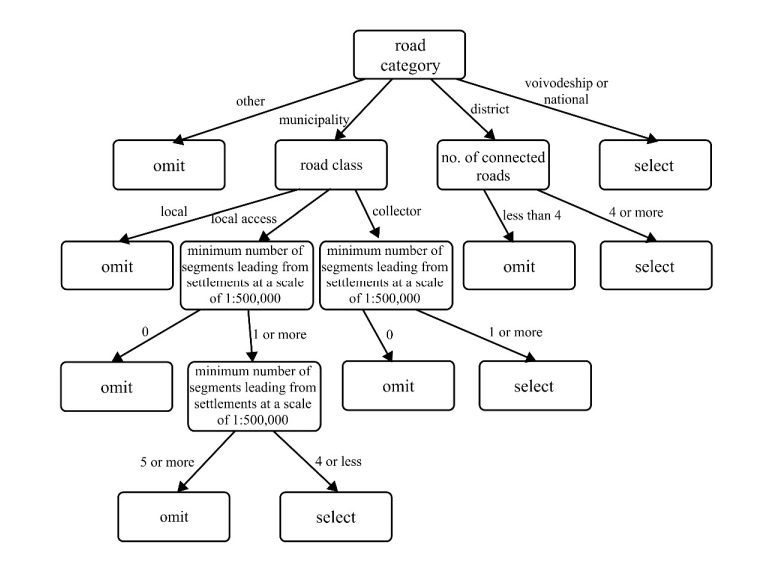 road
category
voivodeship or
national
other
municipality
district
omit
road class
no. of connected
roads
select
local
local access
collector
less than 4
4 or more
omit
minimum number of
segments leading from
settlements at a scale
of 1:500,000
minimum number of
segments leading from
settlements at a scale
of 1:500,000
omit
select
0
1 or more
0
1 or more
omit
minimum number of
segments leading from
settlements at a scale
of 1:500,000
omit
select
5 or more
4 or less
omit
select